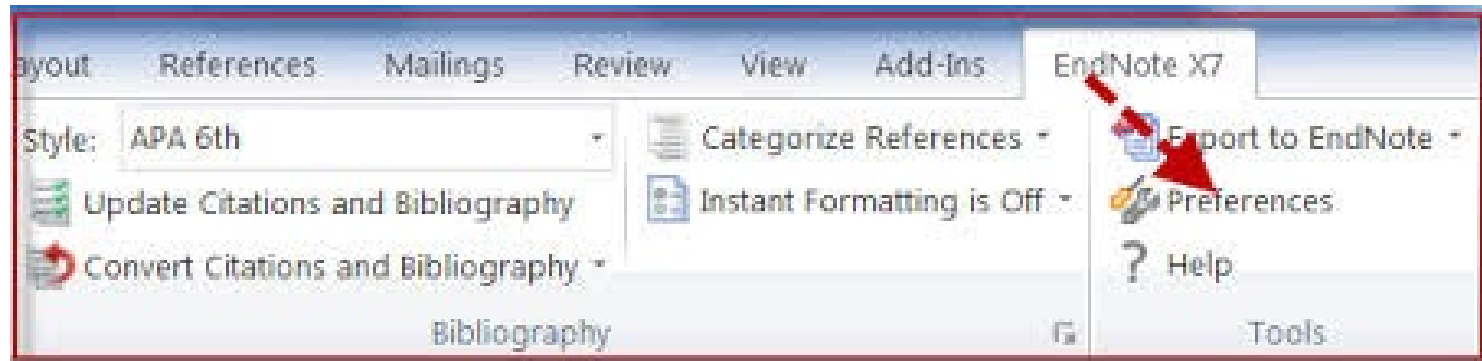 ayout References Mailings Review View Add-Ins EndNote X7
Style: APA 6th Categorize References Export to EndNote
Update Citations and Bibliography Instant Formatting is Off Preferences
Convert Citations and Bibliography ? Help
Bibliography Tools